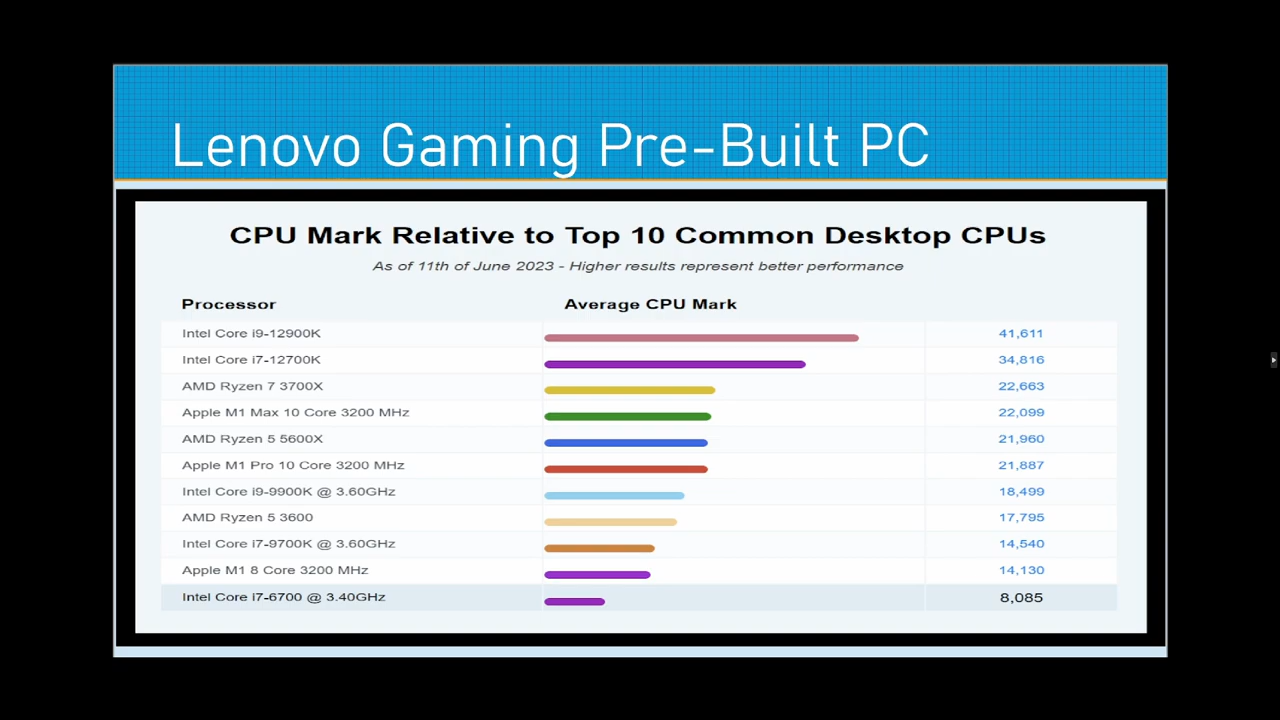 Lenovo Gaming Pre-Built PC
CPU Mark Relative to Top 10 Common Desktop CPUs
As of 11th of June 2023 - Higher results represent better performance
Processor Average CPU Mark
Intel Core i9-12900K 41,611
Intel Core i7-12700K 34,816
AMD Ryzen 7 3700X 22,663
Apple M1 Max 10 Core 3200 MHz 22,099
AMD Ryzen 5 5600X 21,960
Apple M1 Pro 10 Core 3200 MHz 21,887
Intel Core i9-9900K @ 3.60GHz 18,499
AMD Ryzen 5 3600 17,795
Intel Core i7-9700K @ 3.60GHz 14,540
Apple M1 8 Core 3200 MHz 14,130
Intel Core i7-6700 @ 3.40GHz 8,085